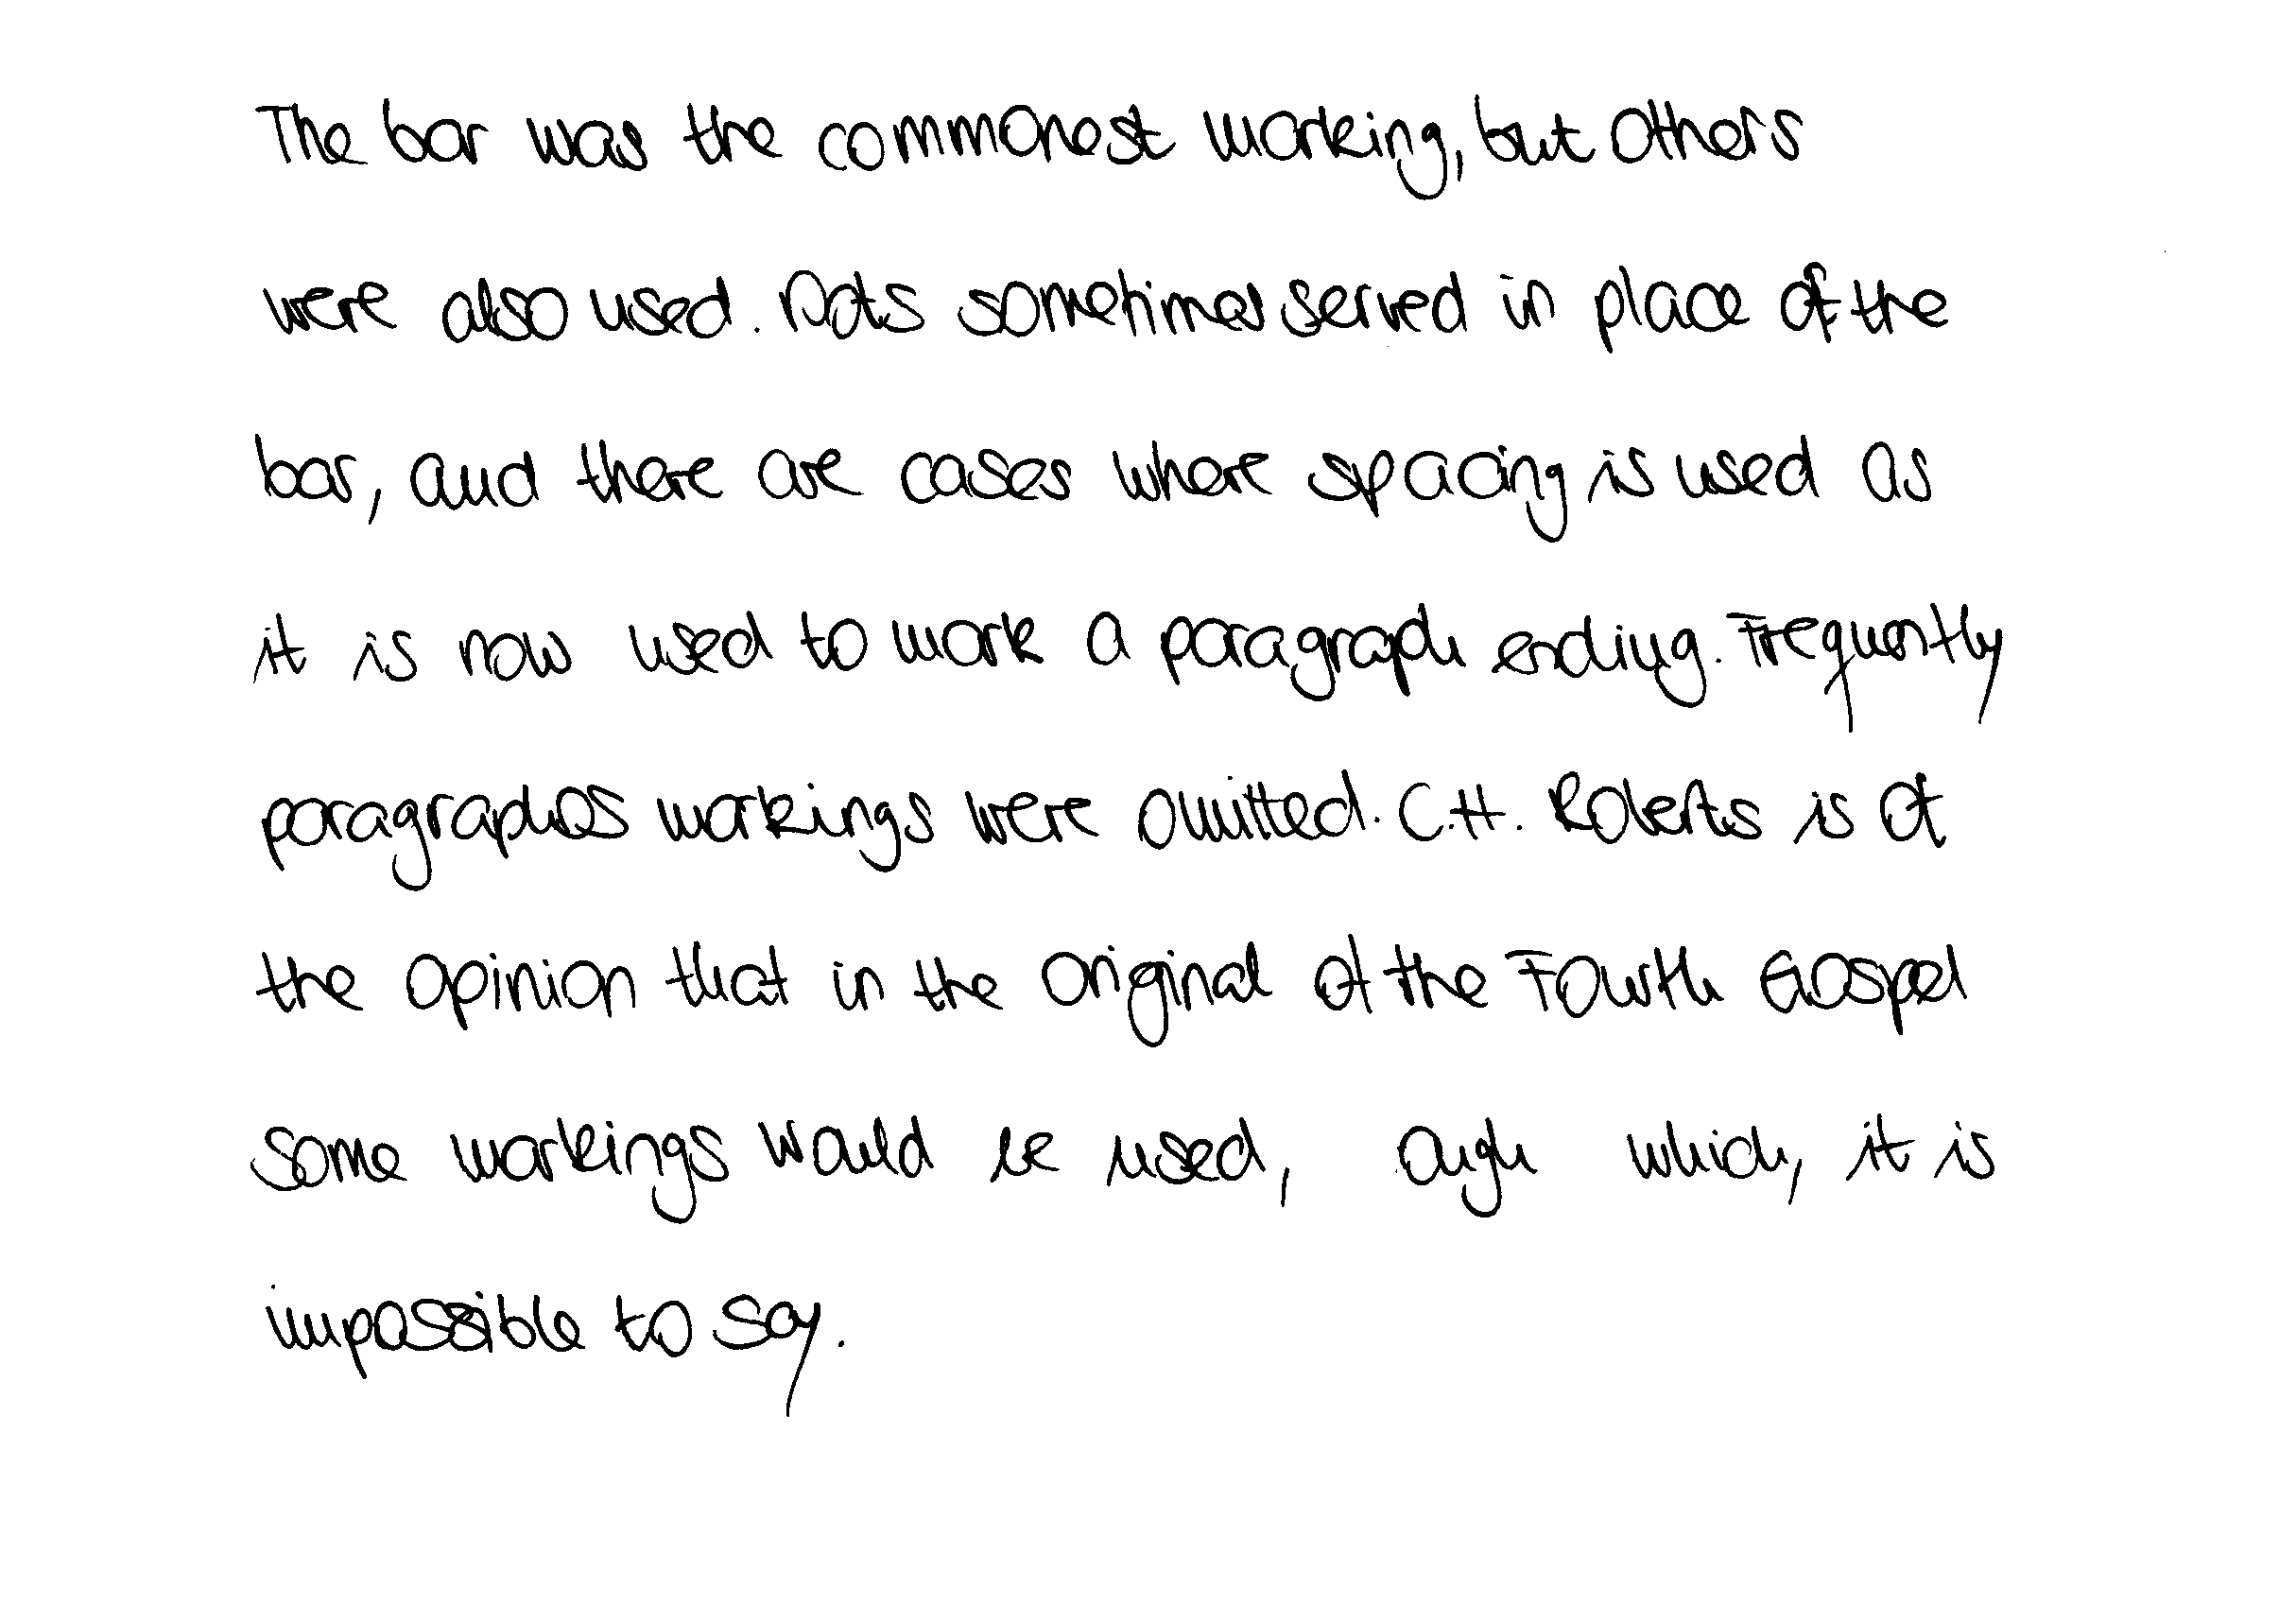 The bar was the commonest marking, but others
were also used. Dots sometimes served in place of the
bar, and there are cases where spacing is used as
it is now used to mark a paragraph ending. Frequently
paragraphos markings were omitted. C.H. Roberts is of
the opinion that in the original of the Fourth Gospel
some markings would be used, which, it is
impossible to say.